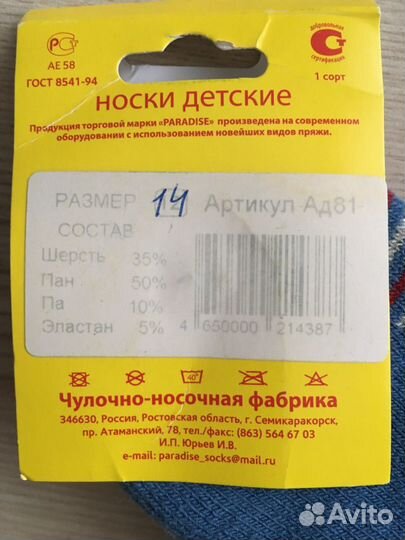 РСТ
АЕ 58
ГОСТ 8541-94
добровольная
сертификация
1 сорт
НОСКИ ДЕТСКИЕ
Продукция торговой марки «PARADISE» произведена на современном
оборудовании с использованием новейших видов пряжи.
РАЗМЕР 14 Артикул Ад81
СОСТАВ
Шерсть 35%
Пан 50%
Па 10%
Эластан 5%
4 650000 214387
40°
Чулочно-носочная фабрика
346630, Россия, Ростовская область, г. Семикаракорск,
пр. Атаманский, 78, тел./факс: (863) 564 67 03
И.П. Юрьев И.В.
e-mail: paradise_socks@mail.ru
Avito